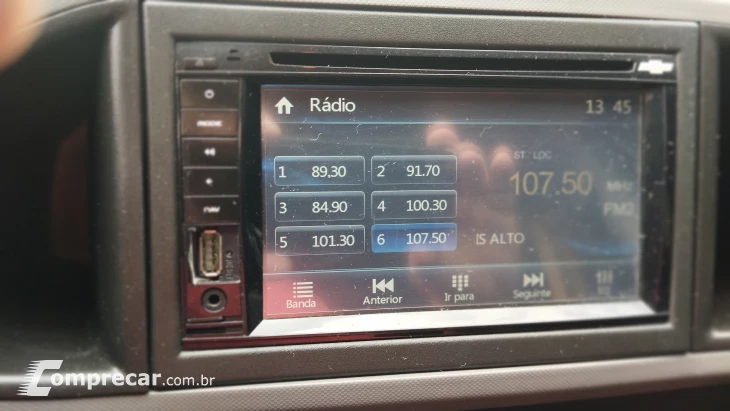 Rádio
13 45
MODE
NAV
1 89.30
2 91.70
3 84.90
4 100.30
5 101.30
6 107.50
ST LOC
107.50 MHz
FM2
IS ALTO
Banda
Anterior
Ir para
Seguinte
EQ
Comprecar.com.br